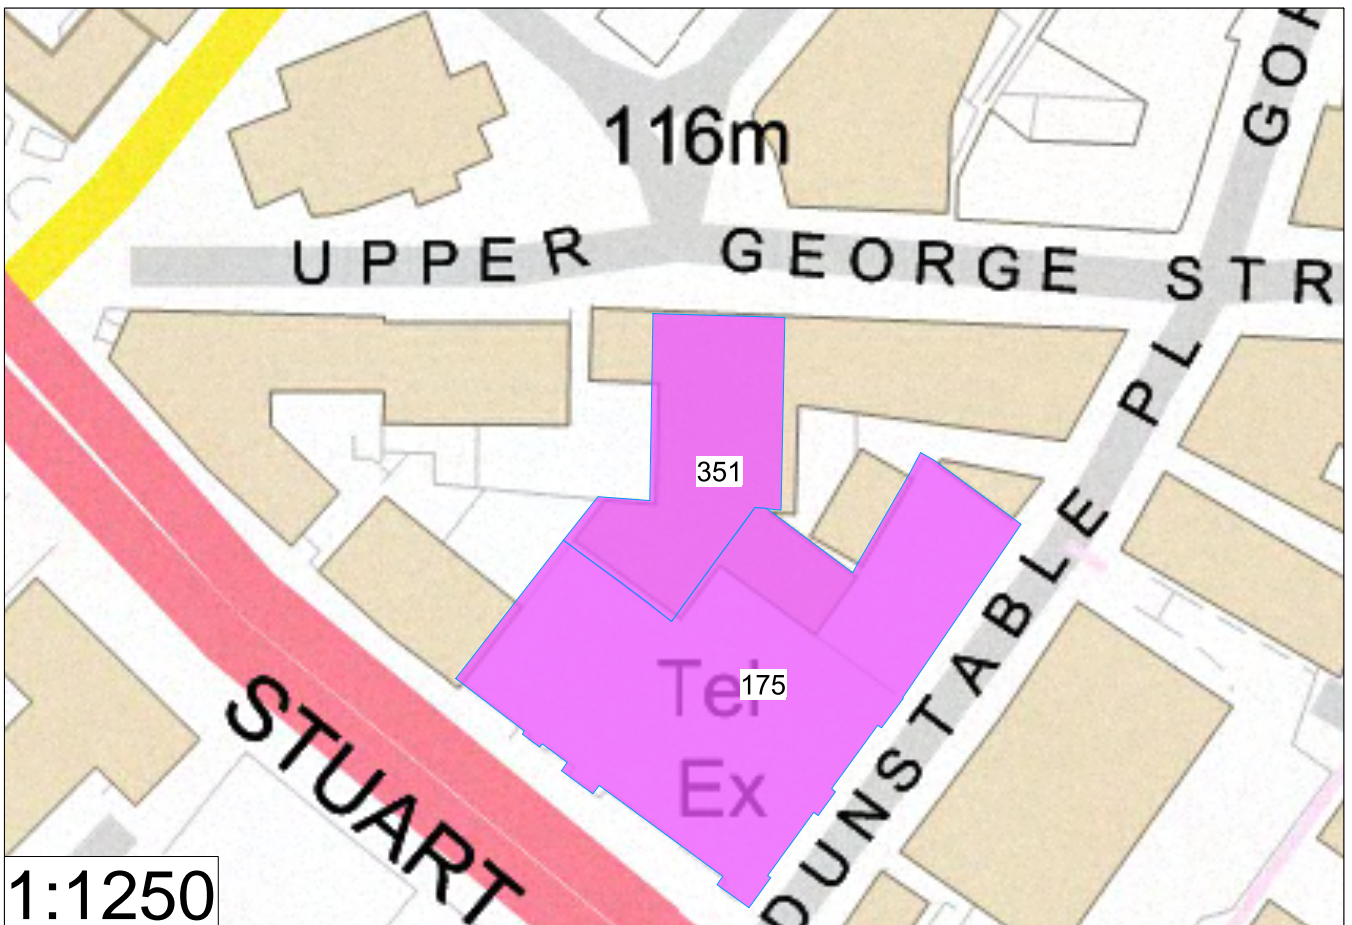 116m
GO
UPPER GEORGE STR
DUNSTABLE PL
351
Tel
175
Ex
STUART
1:1250